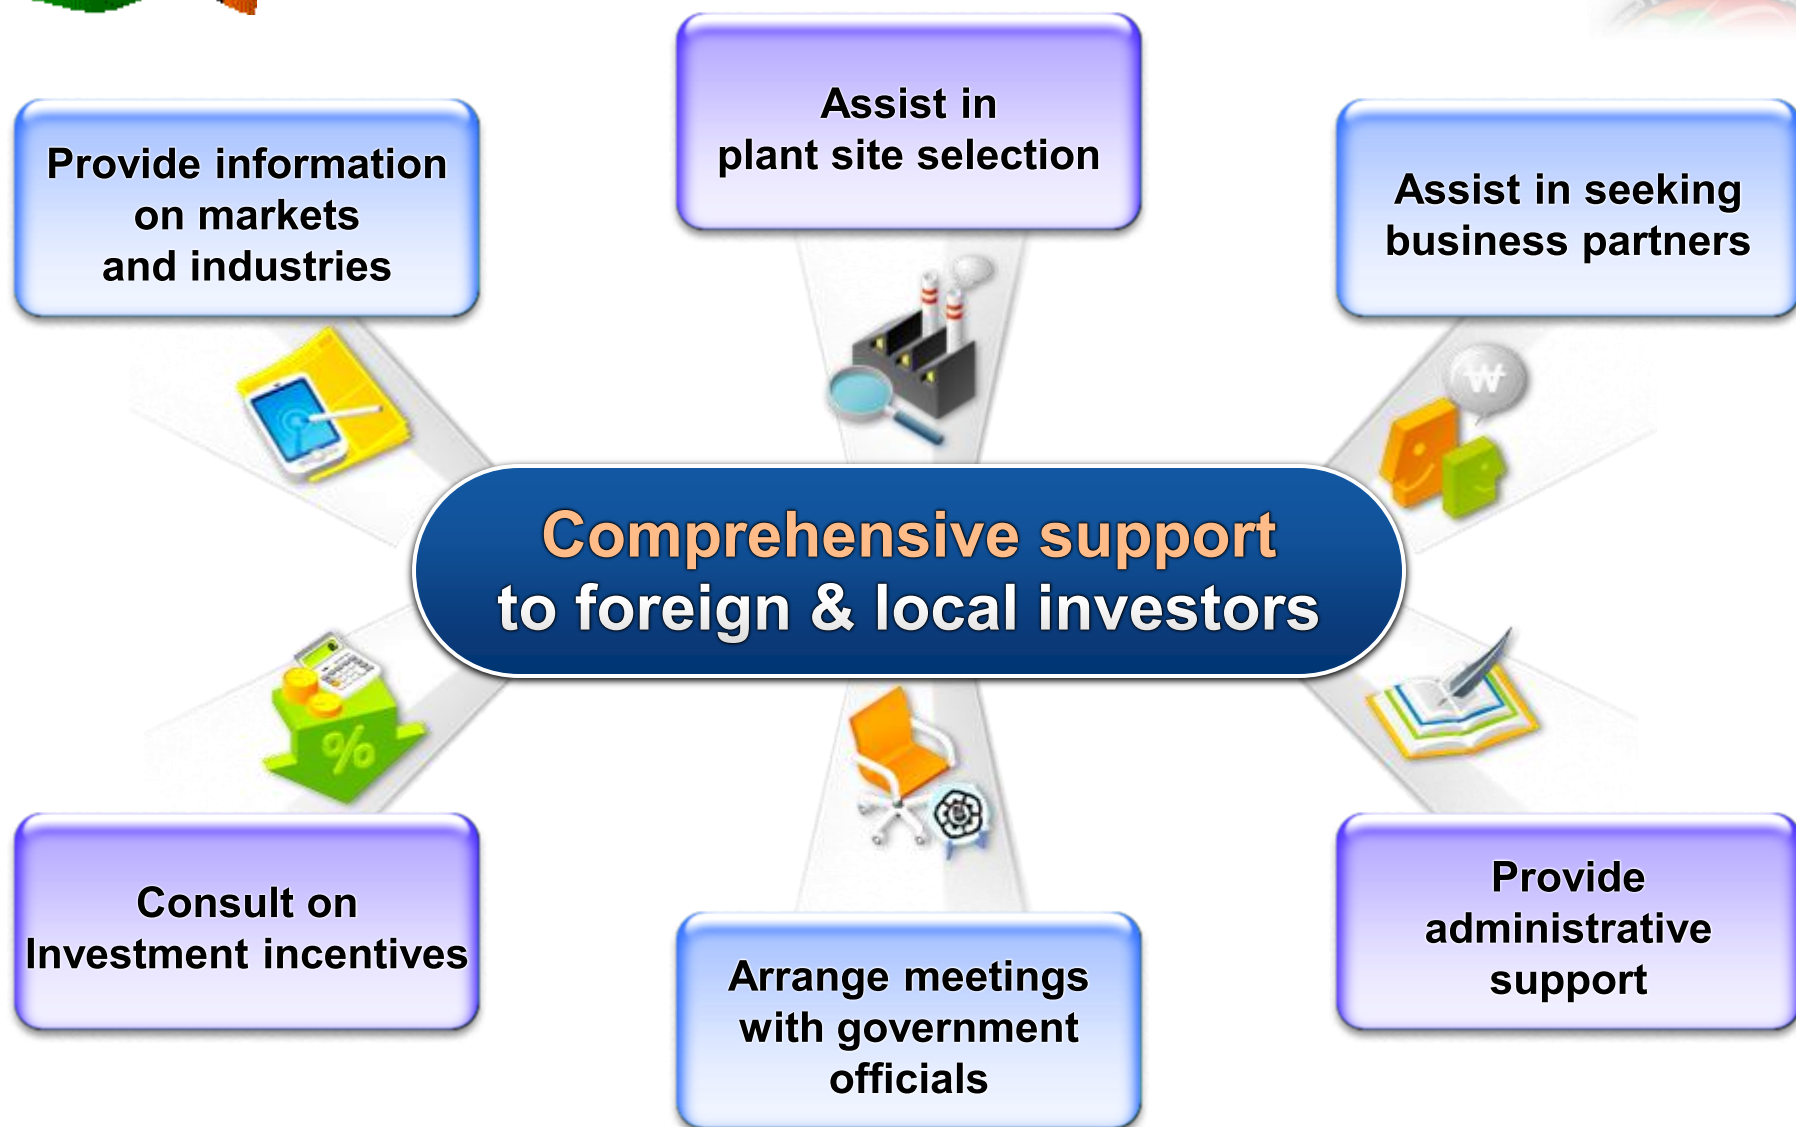 Assist in
plant site selection
Provide information
on markets
and industries
Assist in seeking
business partners
₩
Comprehensive support
to foreign & local investors
%
Consult on
Investment incentives
Arrange meetings
with government
officials
Provide
administrative
support